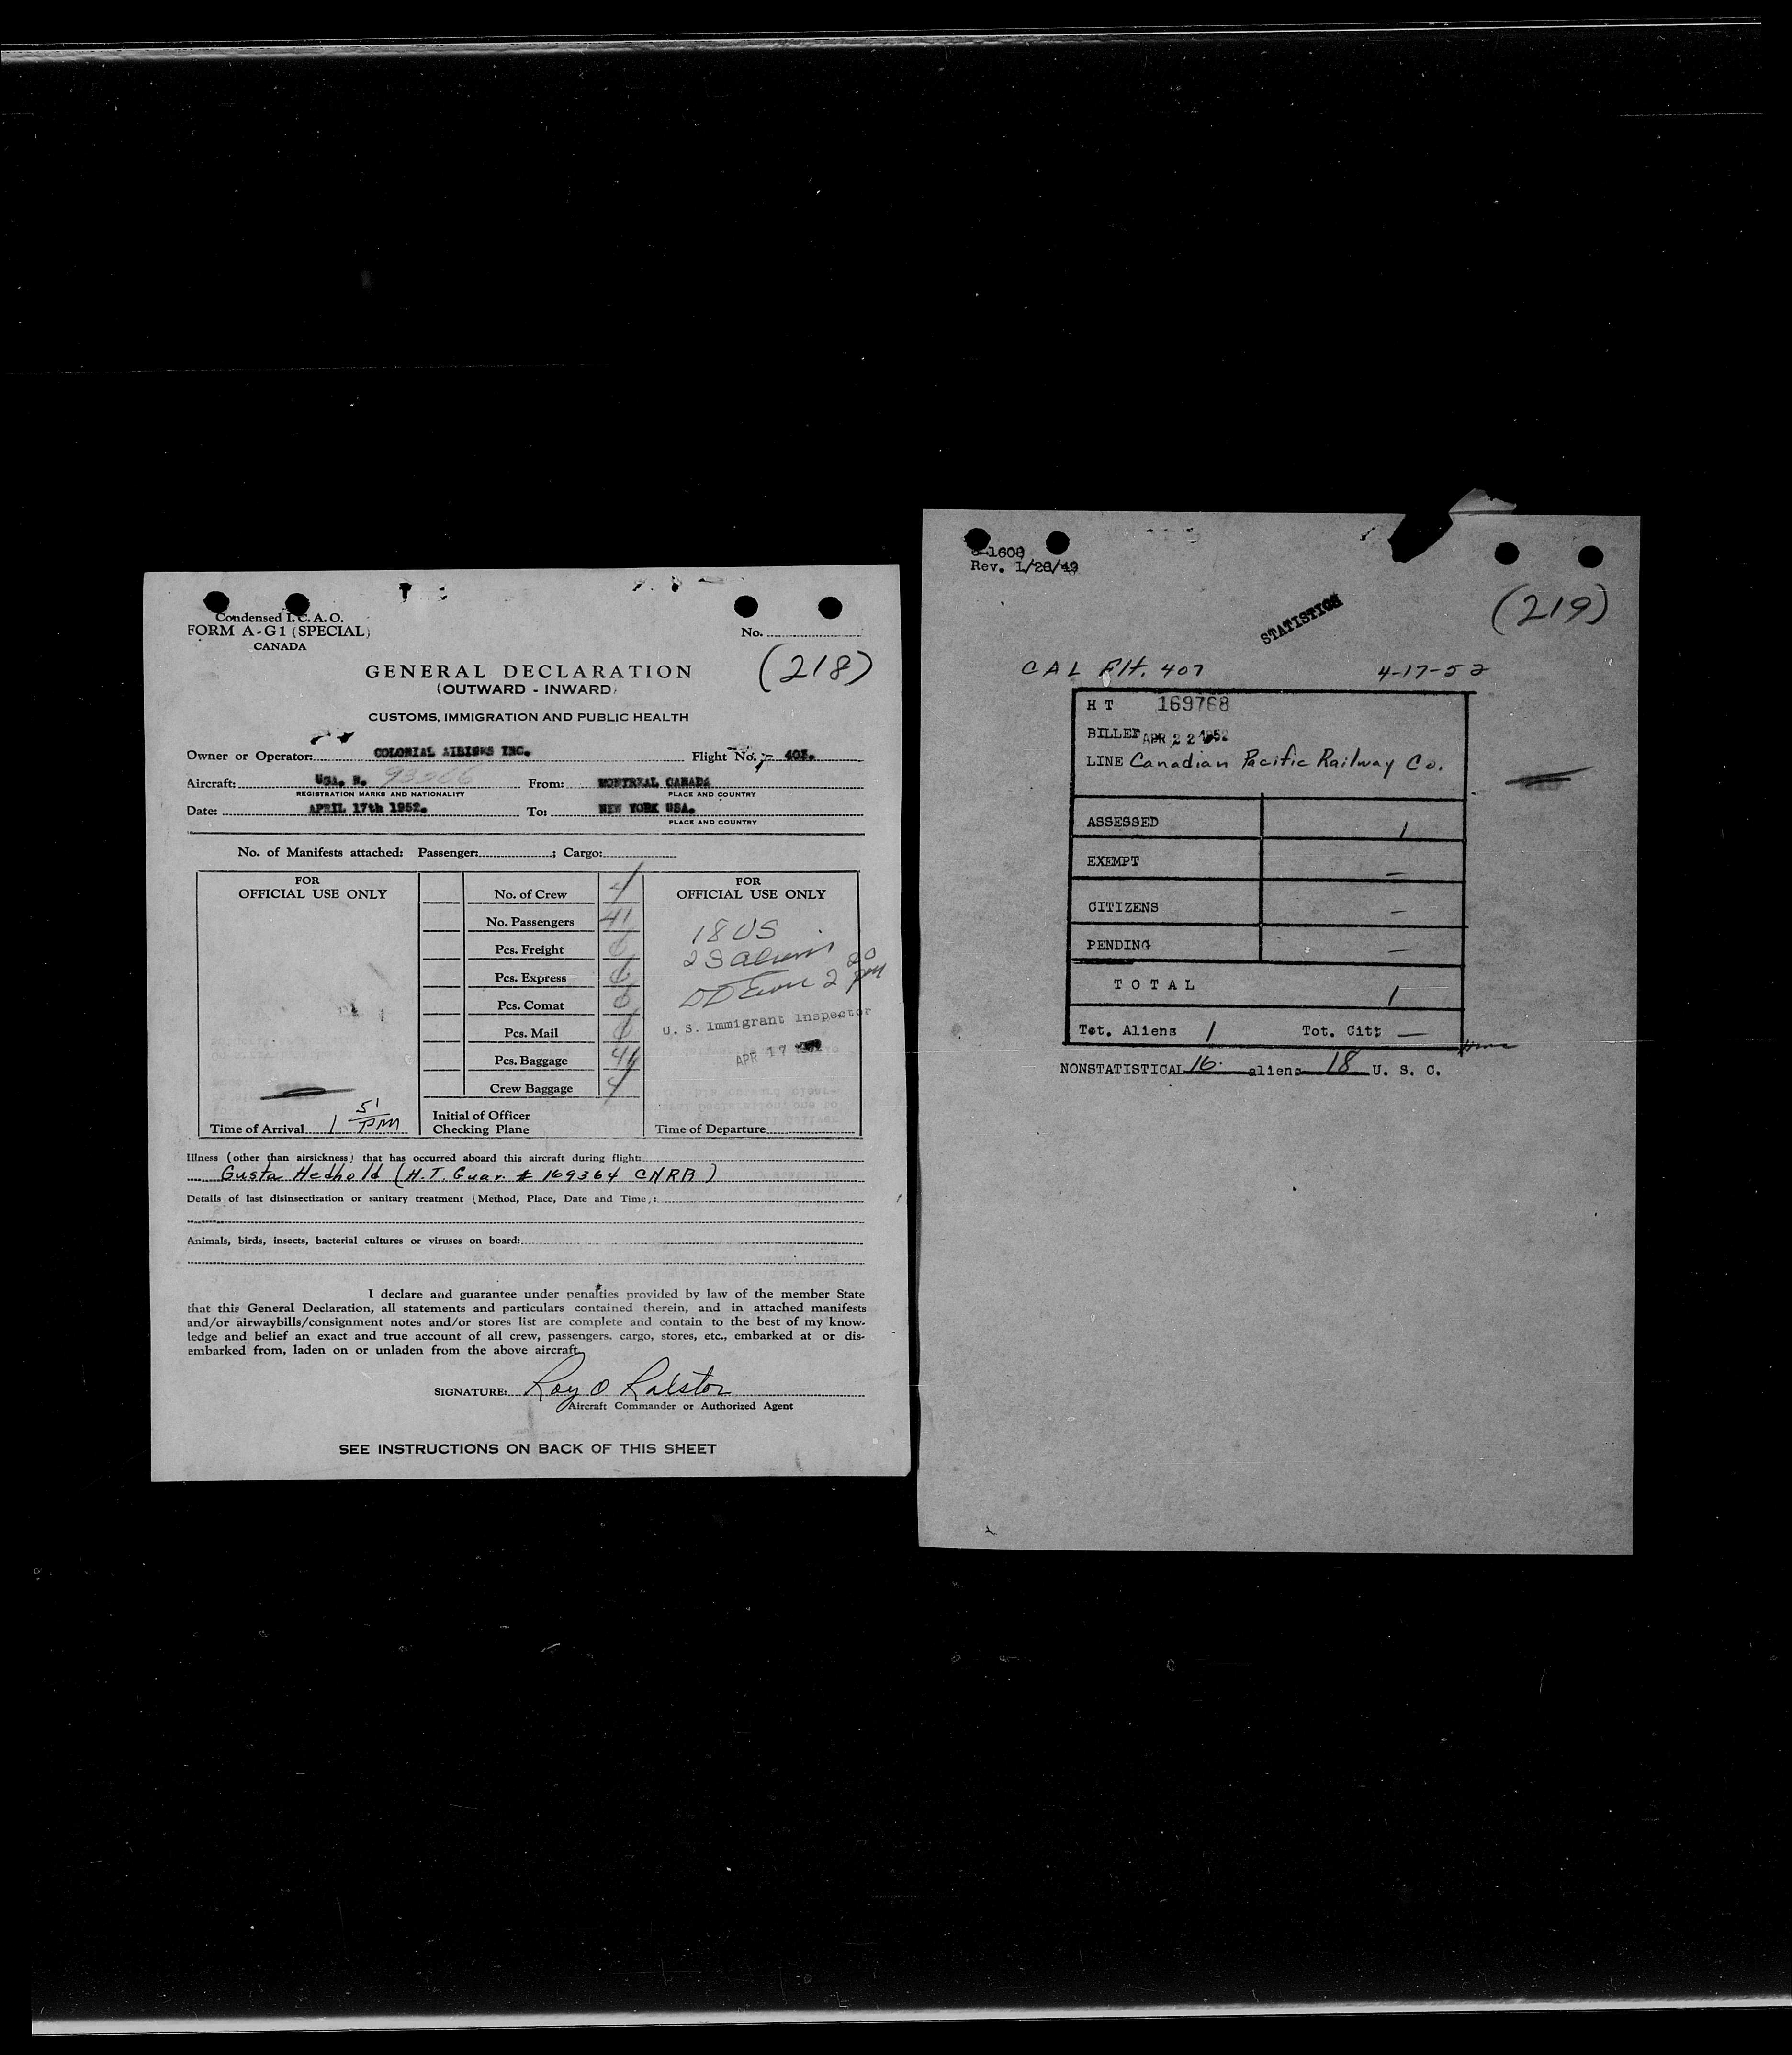 Condensed I.C.A.O.
FORM A-G1 (SPECIAL)
CANADA
No.
(218)
GENERAL DECLARATION
(OUTWARD - INWARD)
CUSTOMS, IMMIGRATION AND PUBLIC HEALTH
Owner or Operator: COLONIAL INC. Flight No. 403.
Aircraft: USA. N. From: MONTREAL CANADA
REGISTRATION MARKS AND NATIONALITY PLACE AND COUNTRY
Date: APRIL 17th 1952. To: NEW YORK USA.
PLACE AND COUNTRY
No. of Manifests attached: Passenger: ; Cargo:
FOR
OFFICIAL USE ONLY
No. of Crew 4
No. Passengers 41
Pcs. Freight
Pcs. Express
Pcs. Comat
Pcs. Mail
Pcs. Baggage
Crew Baggage 4
FOR
OFFICIAL USE ONLY
18 US
23 aliens
U. S. Immigrant Inspector
APR 17
Time of Arrival 1 51 PM
Initial of Officer
Checking Plane
Time of Departure
Illness (other than airsickness) that has occurred aboard this aircraft during flight:
Gusta Hedhold (H.T. Guar. # 169364 CNRR)
Details of last disinsectization or sanitary treatment (Method, Place, Date and Time):
Animals, birds, insects, bacterial cultures or viruses on board:
I declare and guarantee under penalties provided by law of the member State
that this General Declaration, all statements and particulars contained therein, and in attached manifests
and/or airwaybills/consignment notes and/or stores list are complete and contain to the best of my know-
ledge and belief an exact and true account of all crew, passengers, cargo, stores, etc., embarked at or dis-
embarked from, laden on or unladen from the above aircraft.
SIGNATURE: Roy O Ralston
Aircraft Commander or Authorized Agent
SEE INSTRUCTIONS ON BACK OF THIS SHEET
-1608
Rev. 1/28/49
STATISTICS
(219)
CAL Flt. 407 4-17-52
H T 169768
BILLET APR 22 1952
LINE Canadian Pacific Railway Co.
ASSESSED 1
EXEMPT —
CITIZENS —
PENDING —
TOTAL 1
Tot. Aliens 1 Tot. Citz —
NONSTATISTICAL 16 aliens 18 U. S. C.